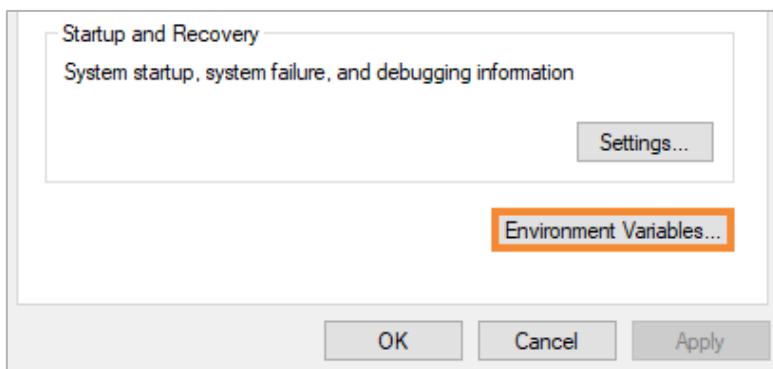 Startup and Recovery
System startup, system failure, and debugging information
Settings...
Environment Variables...
OK Cancel Apply